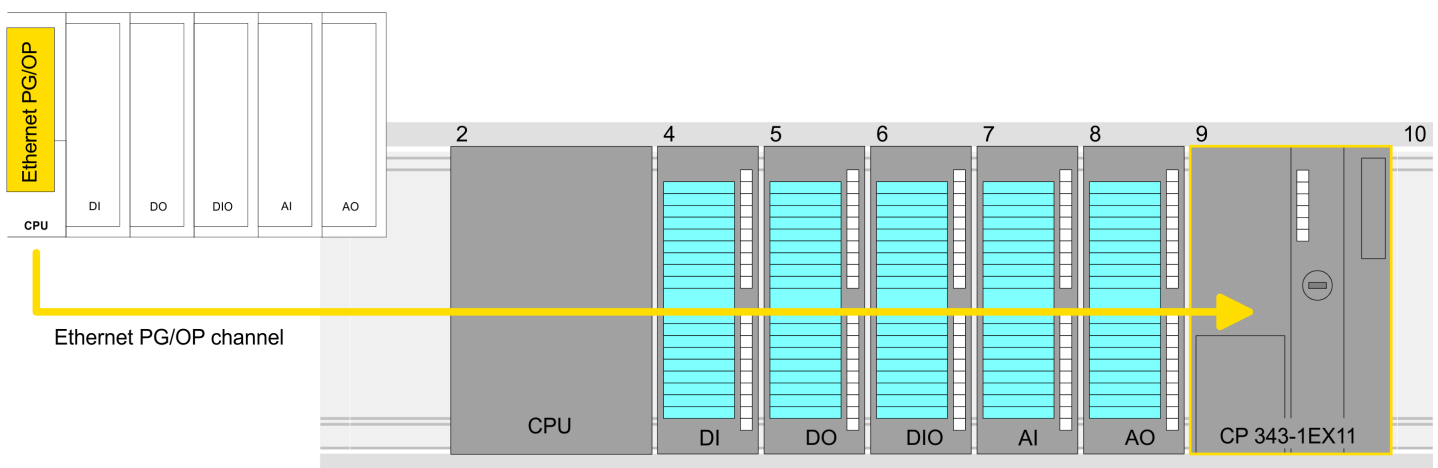 Ethernet PG/OP
CPU
DI
DO
DIO
AI
AO
Ethernet PG/OP channel
2
4
5
6
7
8
9
10
CPU
DI
DO
DIO
AI
AO
CP 343-1EX11